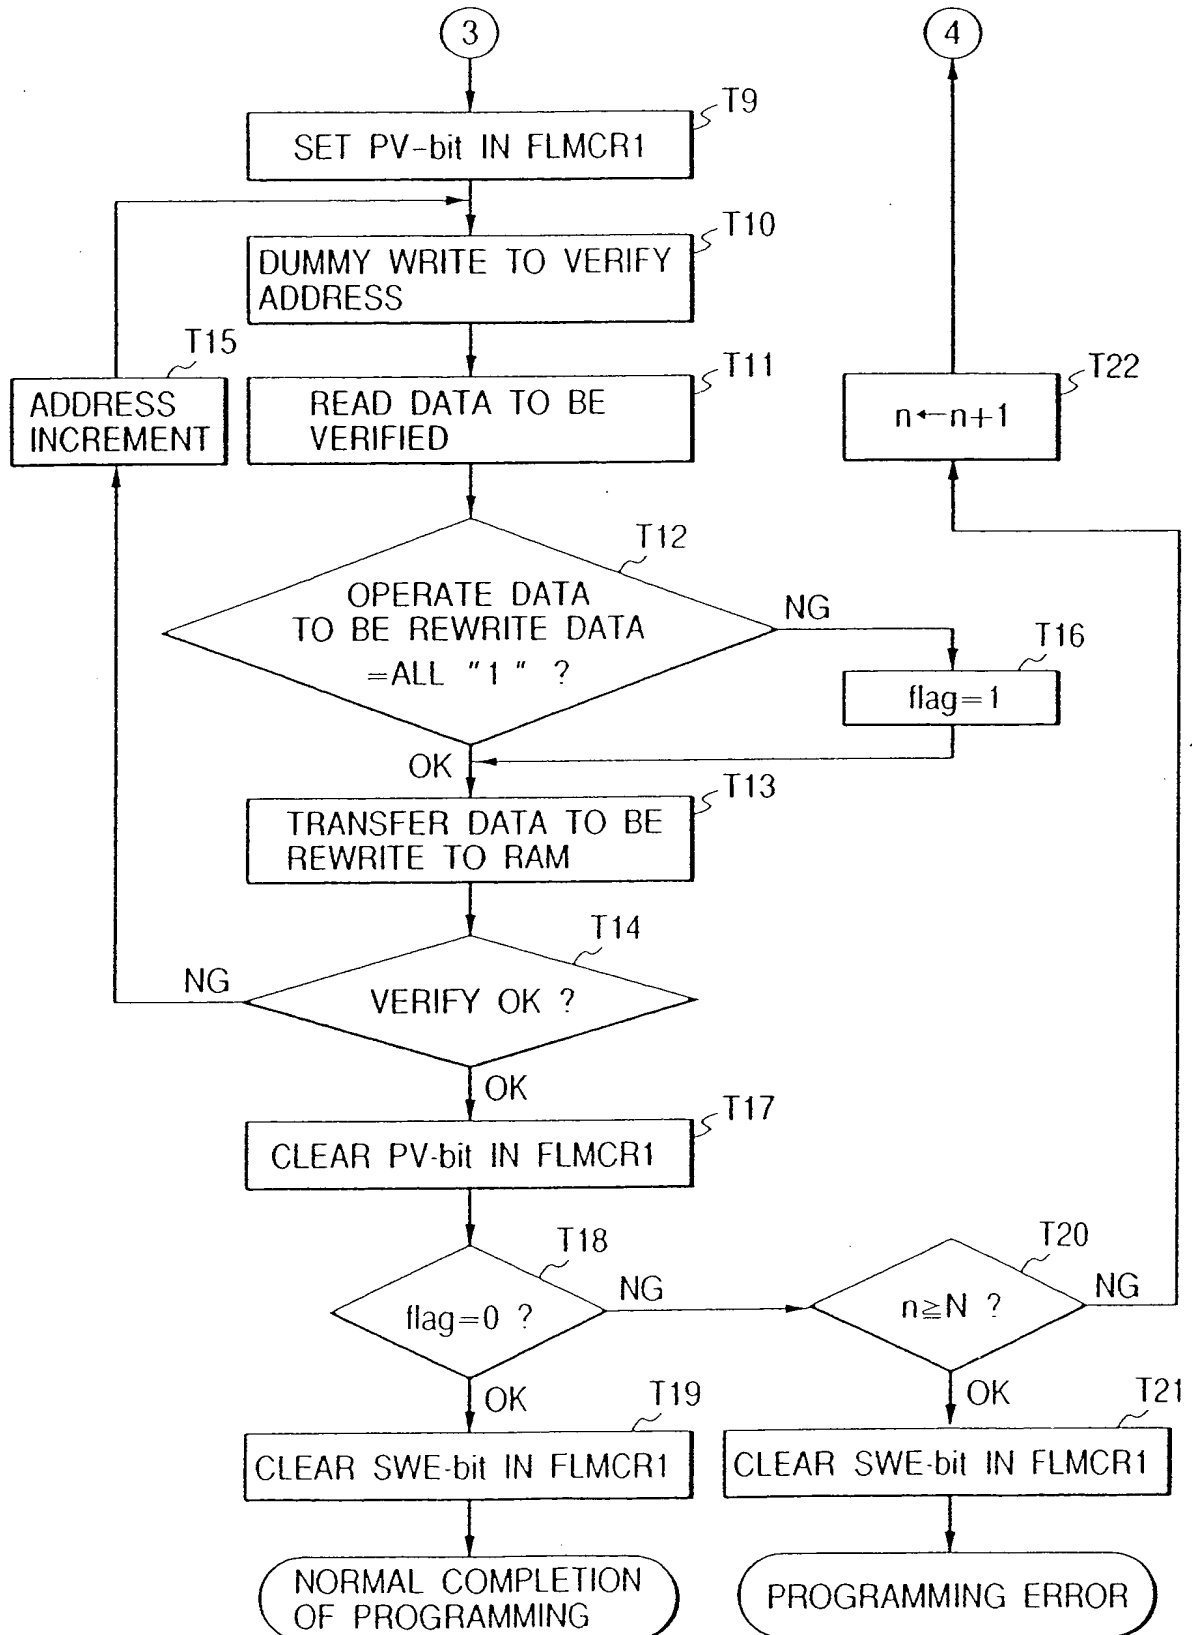 3
4
T9
SET PV-bit IN FLMCR1
T10
DUMMY WRITE TO VERIFY
ADDRESS
T15
ADDRESS
INCREMENT
T11
READ DATA TO BE
VERIFIED
T22
n←n+1
T12
OPERATE DATA
TO BE REWRITE DATA
=ALL "1" ?
NG
T16
flag=1
OK
T13
TRANSFER DATA TO BE
REWRITE TO RAM
T14
NG
VERIFY OK ?
OK
T17
CLEAR PV-bit IN FLMCR1
T18
flag=0 ?
NG
T20
n≧N ?
NG
OK
T19
CLEAR SWE-bit IN FLMCR1
OK
T21
CLEAR SWE-bit IN FLMCR1
NORMAL COMPLETION
OF PROGRAMMING
PROGRAMMING ERROR